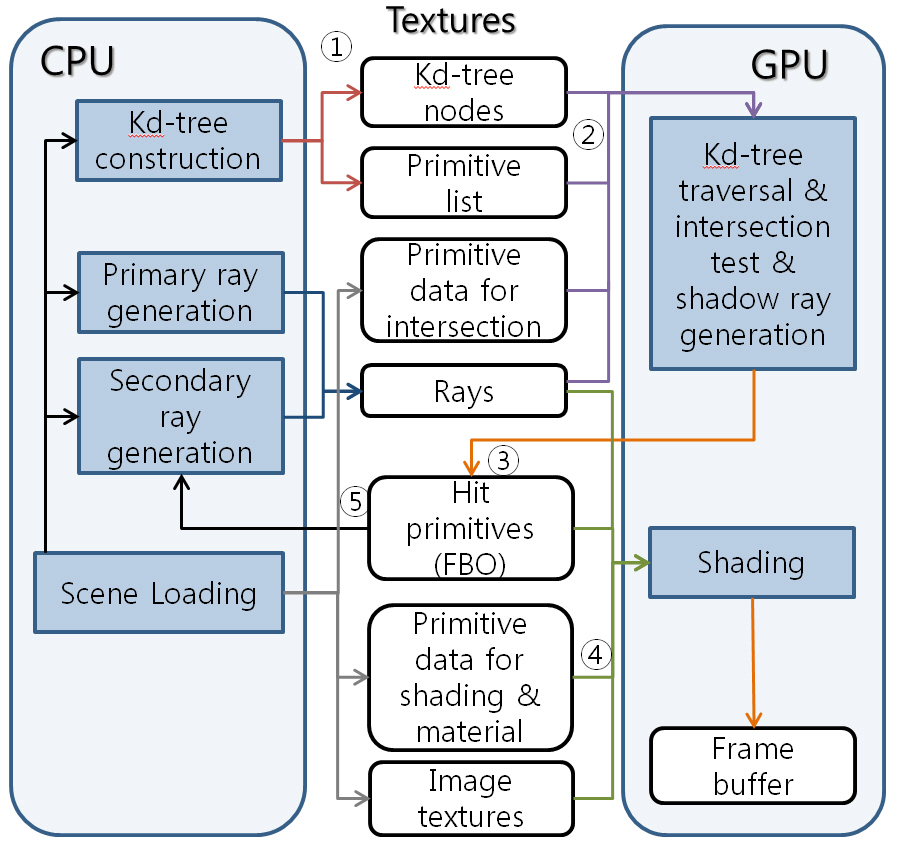 Textures
CPU
GPU
①
Kd-tree
nodes
Kd-tree
construction
②
Primitive
list
Kd-tree
traversal &
intersection
test &
shadow ray
generation
Primary ray
generation
Primitive
data for
intersection
Secondary
ray
generation
Rays
③
⑤
Hit
primitives
(FBO)
Scene Loading
Shading
④
Primitive
data for
shading &
material
Image
textures
Frame
buffer